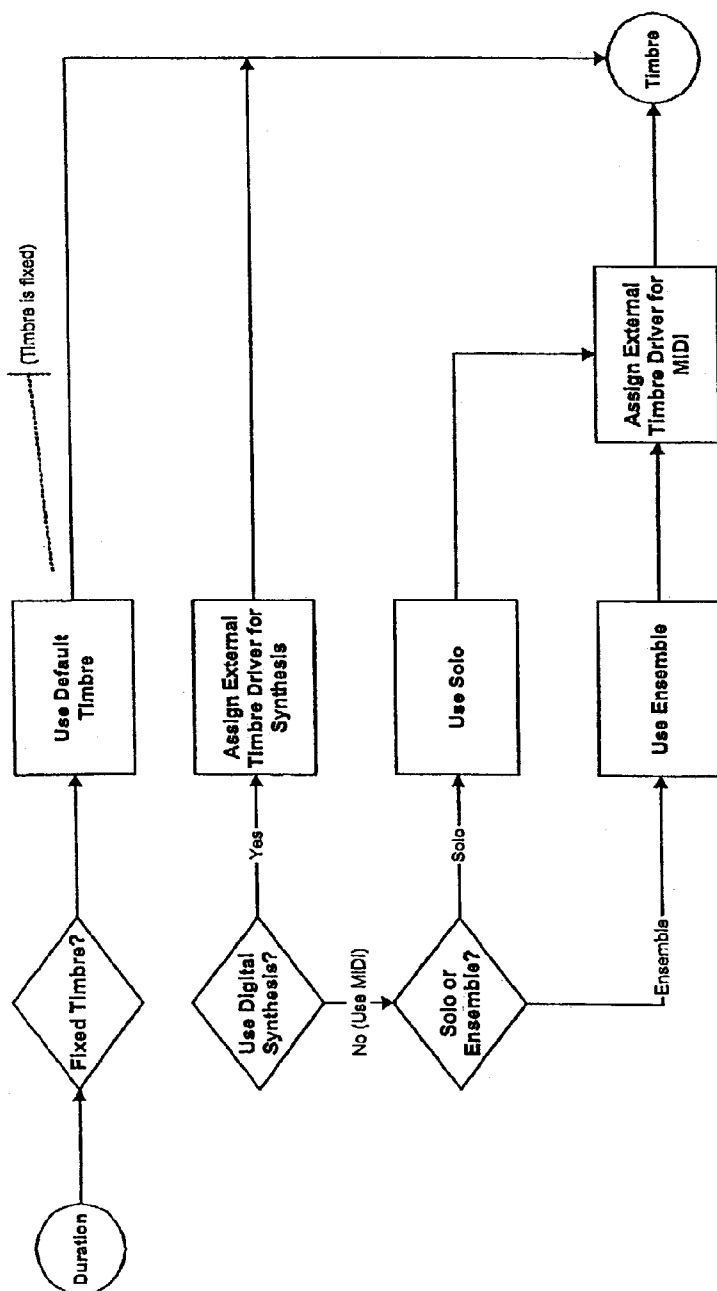 Duration
Fixed Timbre?
Use Default
Timbre
(Timbre is fixed)
Use Digital
Synthesis?
Yes
Assign External
Timbre Driver for
Synthesis
No (Use MIDI)
Solo or
Ensemble?
Solo
Use Solo
Ensemble
Use Ensemble
Assign External
Timbre Driver for
MIDI
Timbre